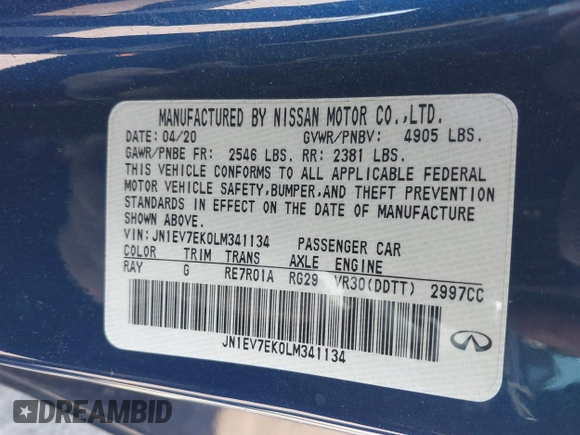 MANUFACTURED BY NISSAN MOTOR CO.,LTD.
DATE: 04/20 GVWR/PNBV: 4905 LBS.
GAWR/PNBE FR: 2546 LBS. RR: 2381 LBS.
THIS VEHICLE CONFORMS TO ALL APPLICABLE FEDERAL
MOTOR VEHICLE SAFETY,BUMPER,AND THEFT PREVENTION
STANDARDS IN EFFECT ON THE DATE OF MANUFACTURE
SHOWN ABOVE.
VIN: JN1EV7EK0LM341134 PASSENGER CAR
COLOR TRIM TRANS AXLE ENGINE
RAY G RE7R01A RG29 VR30(DDTT) 2997CC
JN1EV7EK0LM341134
DREAMBID